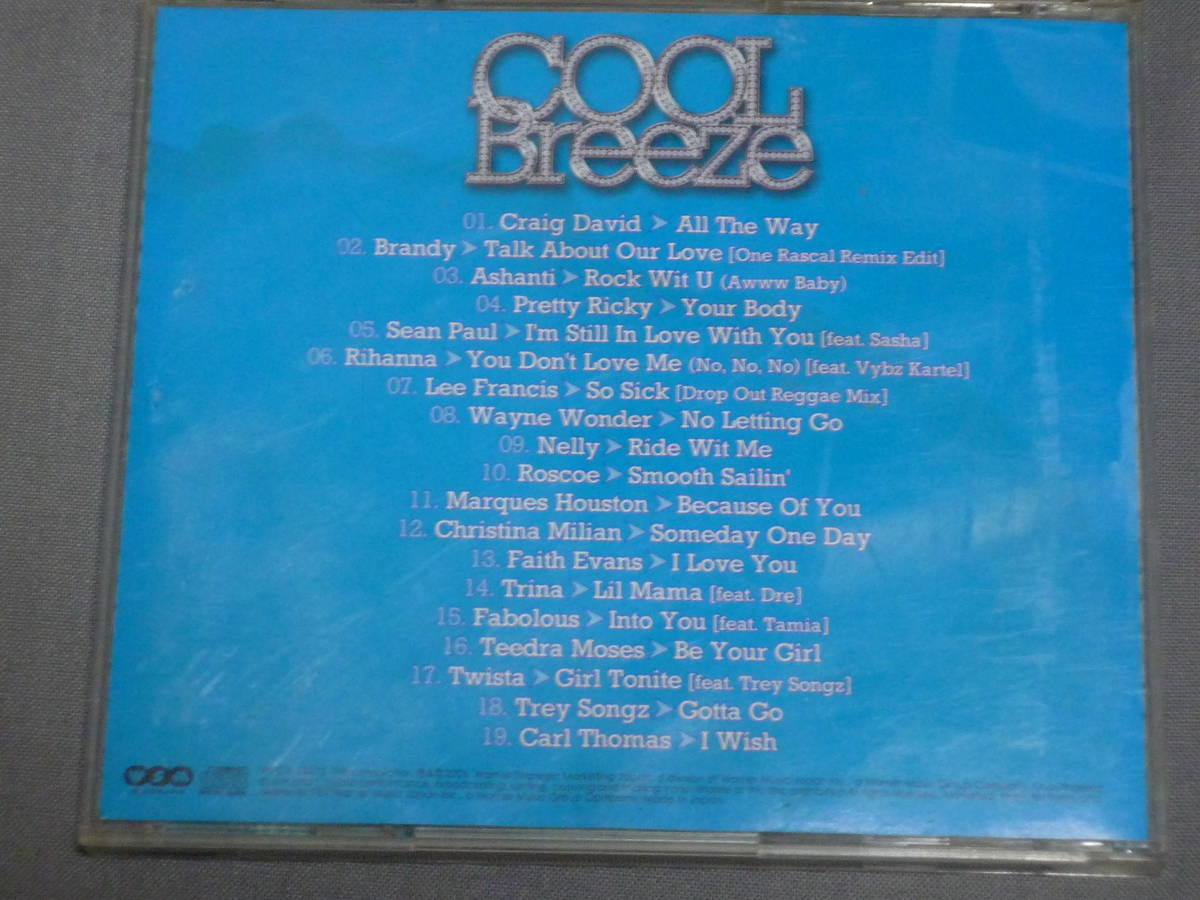 COOL
Breeze
01. Craig David ➤ All The Way
02. Brandy ➤ Talk About Our Love [One Rascal Remix Edit]
03. Ashanti ➤ Rock Wit U (Awww Baby)
04. Pretty Ricky ➤ Your Body
05. Sean Paul ➤ I'm Still In Love With You [feat. Sasha]
06. Rihanna ➤ You Don't Love Me (No, No, No) [feat. Vybz Kartel]
07. Lee Francis ➤ So Sick [Drop Out Reggae Mix]
08. Wayne Wonder ➤ No Letting Go
09. Nelly ➤ Ride Wit Me
10. Roscoe ➤ Smooth Sailin'
11. Marques Houston ➤ Because Of You
12. Christina Milian ➤ Someday One Day
13. Faith Evans ➤ I Love You
14. Trina ➤ Lil Mama [feat. Dre]
15. Fabolous ➤ Into You [feat. Tamia]
16. Teedra Moses ➤ Be Your Girl
17. Twista ➤ Girl Tonite [feat. Trey Songz]
18. Trey Songz ➤ Gotta Go
19. Carl Thomas ➤ I Wish